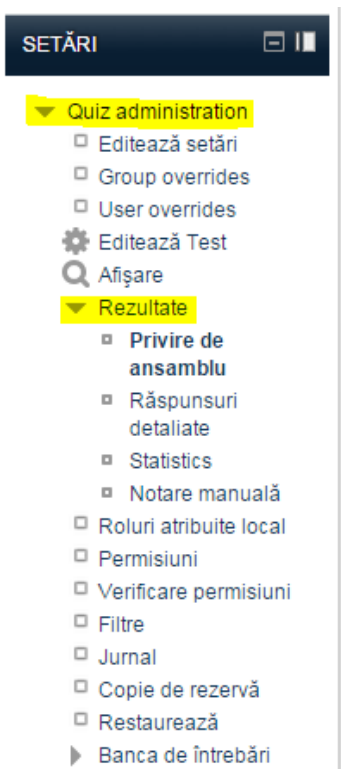 SETĂRI
Quiz administration
Editează setări
Group overrides
User overrides
Editează Test
Afișare
Rezultate
Privire de
ansamblu
Răspunsuri
detaliate
Statistics
Notare manuală
Roluri atribuite local
Permisiuni
Verificare permisiuni
Filtre
Jurnal
Copie de rezervă
Restaurează
Banca de întrebări